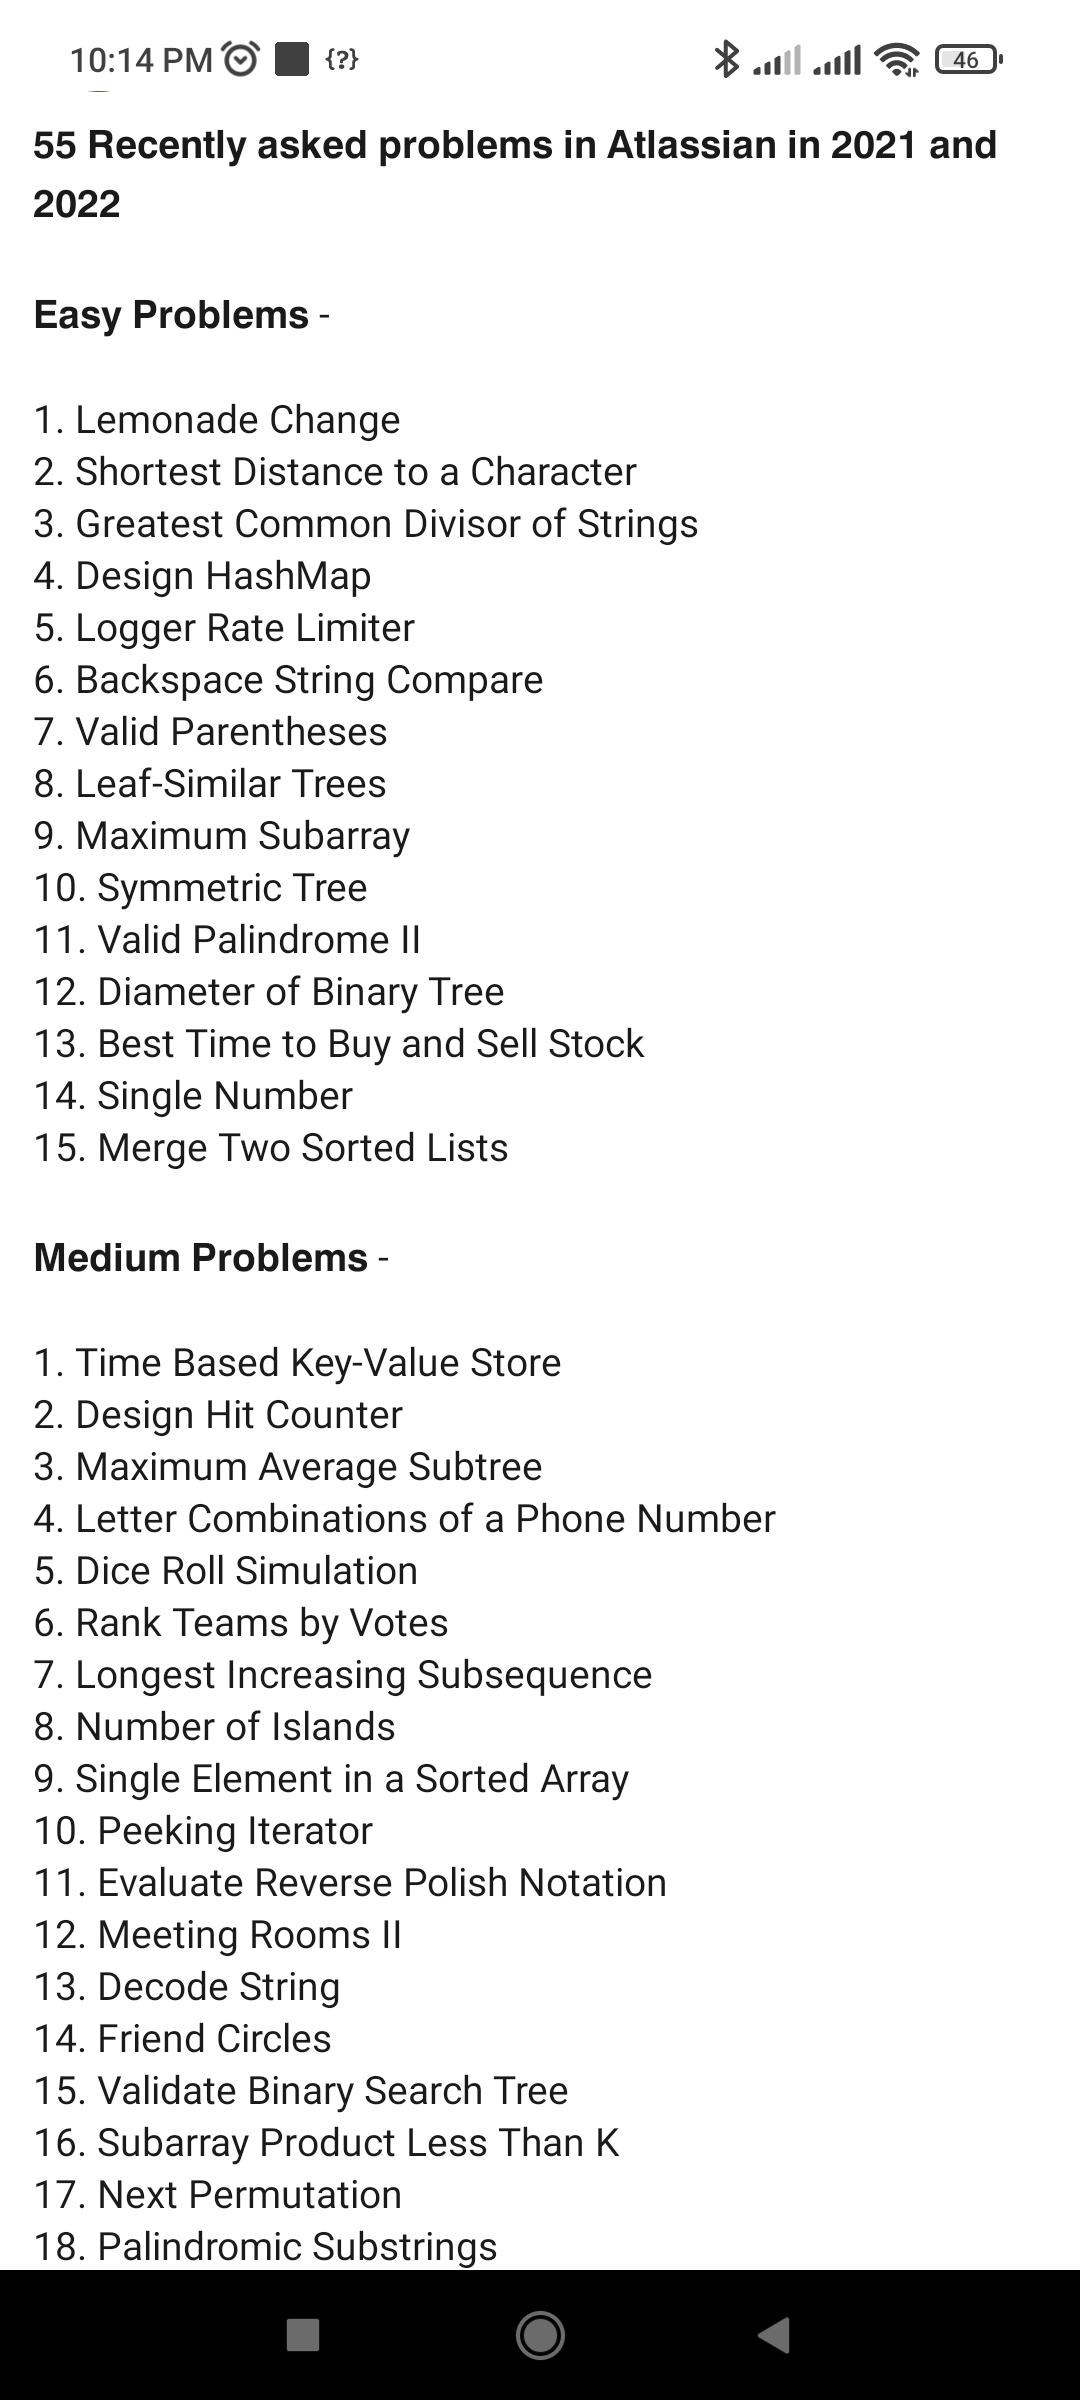 10:14 PM {?} 46
55 Recently asked problems in Atlassian in 2021 and
2022
Easy Problems -
1. Lemonade Change
2. Shortest Distance to a Character
3. Greatest Common Divisor of Strings
4. Design HashMap
5. Logger Rate Limiter
6. Backspace String Compare
7. Valid Parentheses
8. Leaf-Similar Trees
9. Maximum Subarray
10. Symmetric Tree
11. Valid Palindrome II
12. Diameter of Binary Tree
13. Best Time to Buy and Sell Stock
14. Single Number
15. Merge Two Sorted Lists
Medium Problems -
1. Time Based Key-Value Store
2. Design Hit Counter
3. Maximum Average Subtree
4. Letter Combinations of a Phone Number
5. Dice Roll Simulation
6. Rank Teams by Votes
7. Longest Increasing Subsequence
8. Number of Islands
9. Single Element in a Sorted Array
10. Peeking Iterator
11. Evaluate Reverse Polish Notation
12. Meeting Rooms II
13. Decode String
14. Friend Circles
15. Validate Binary Search Tree
16. Subarray Product Less Than K
17. Next Permutation
18. Palindromic Substrings